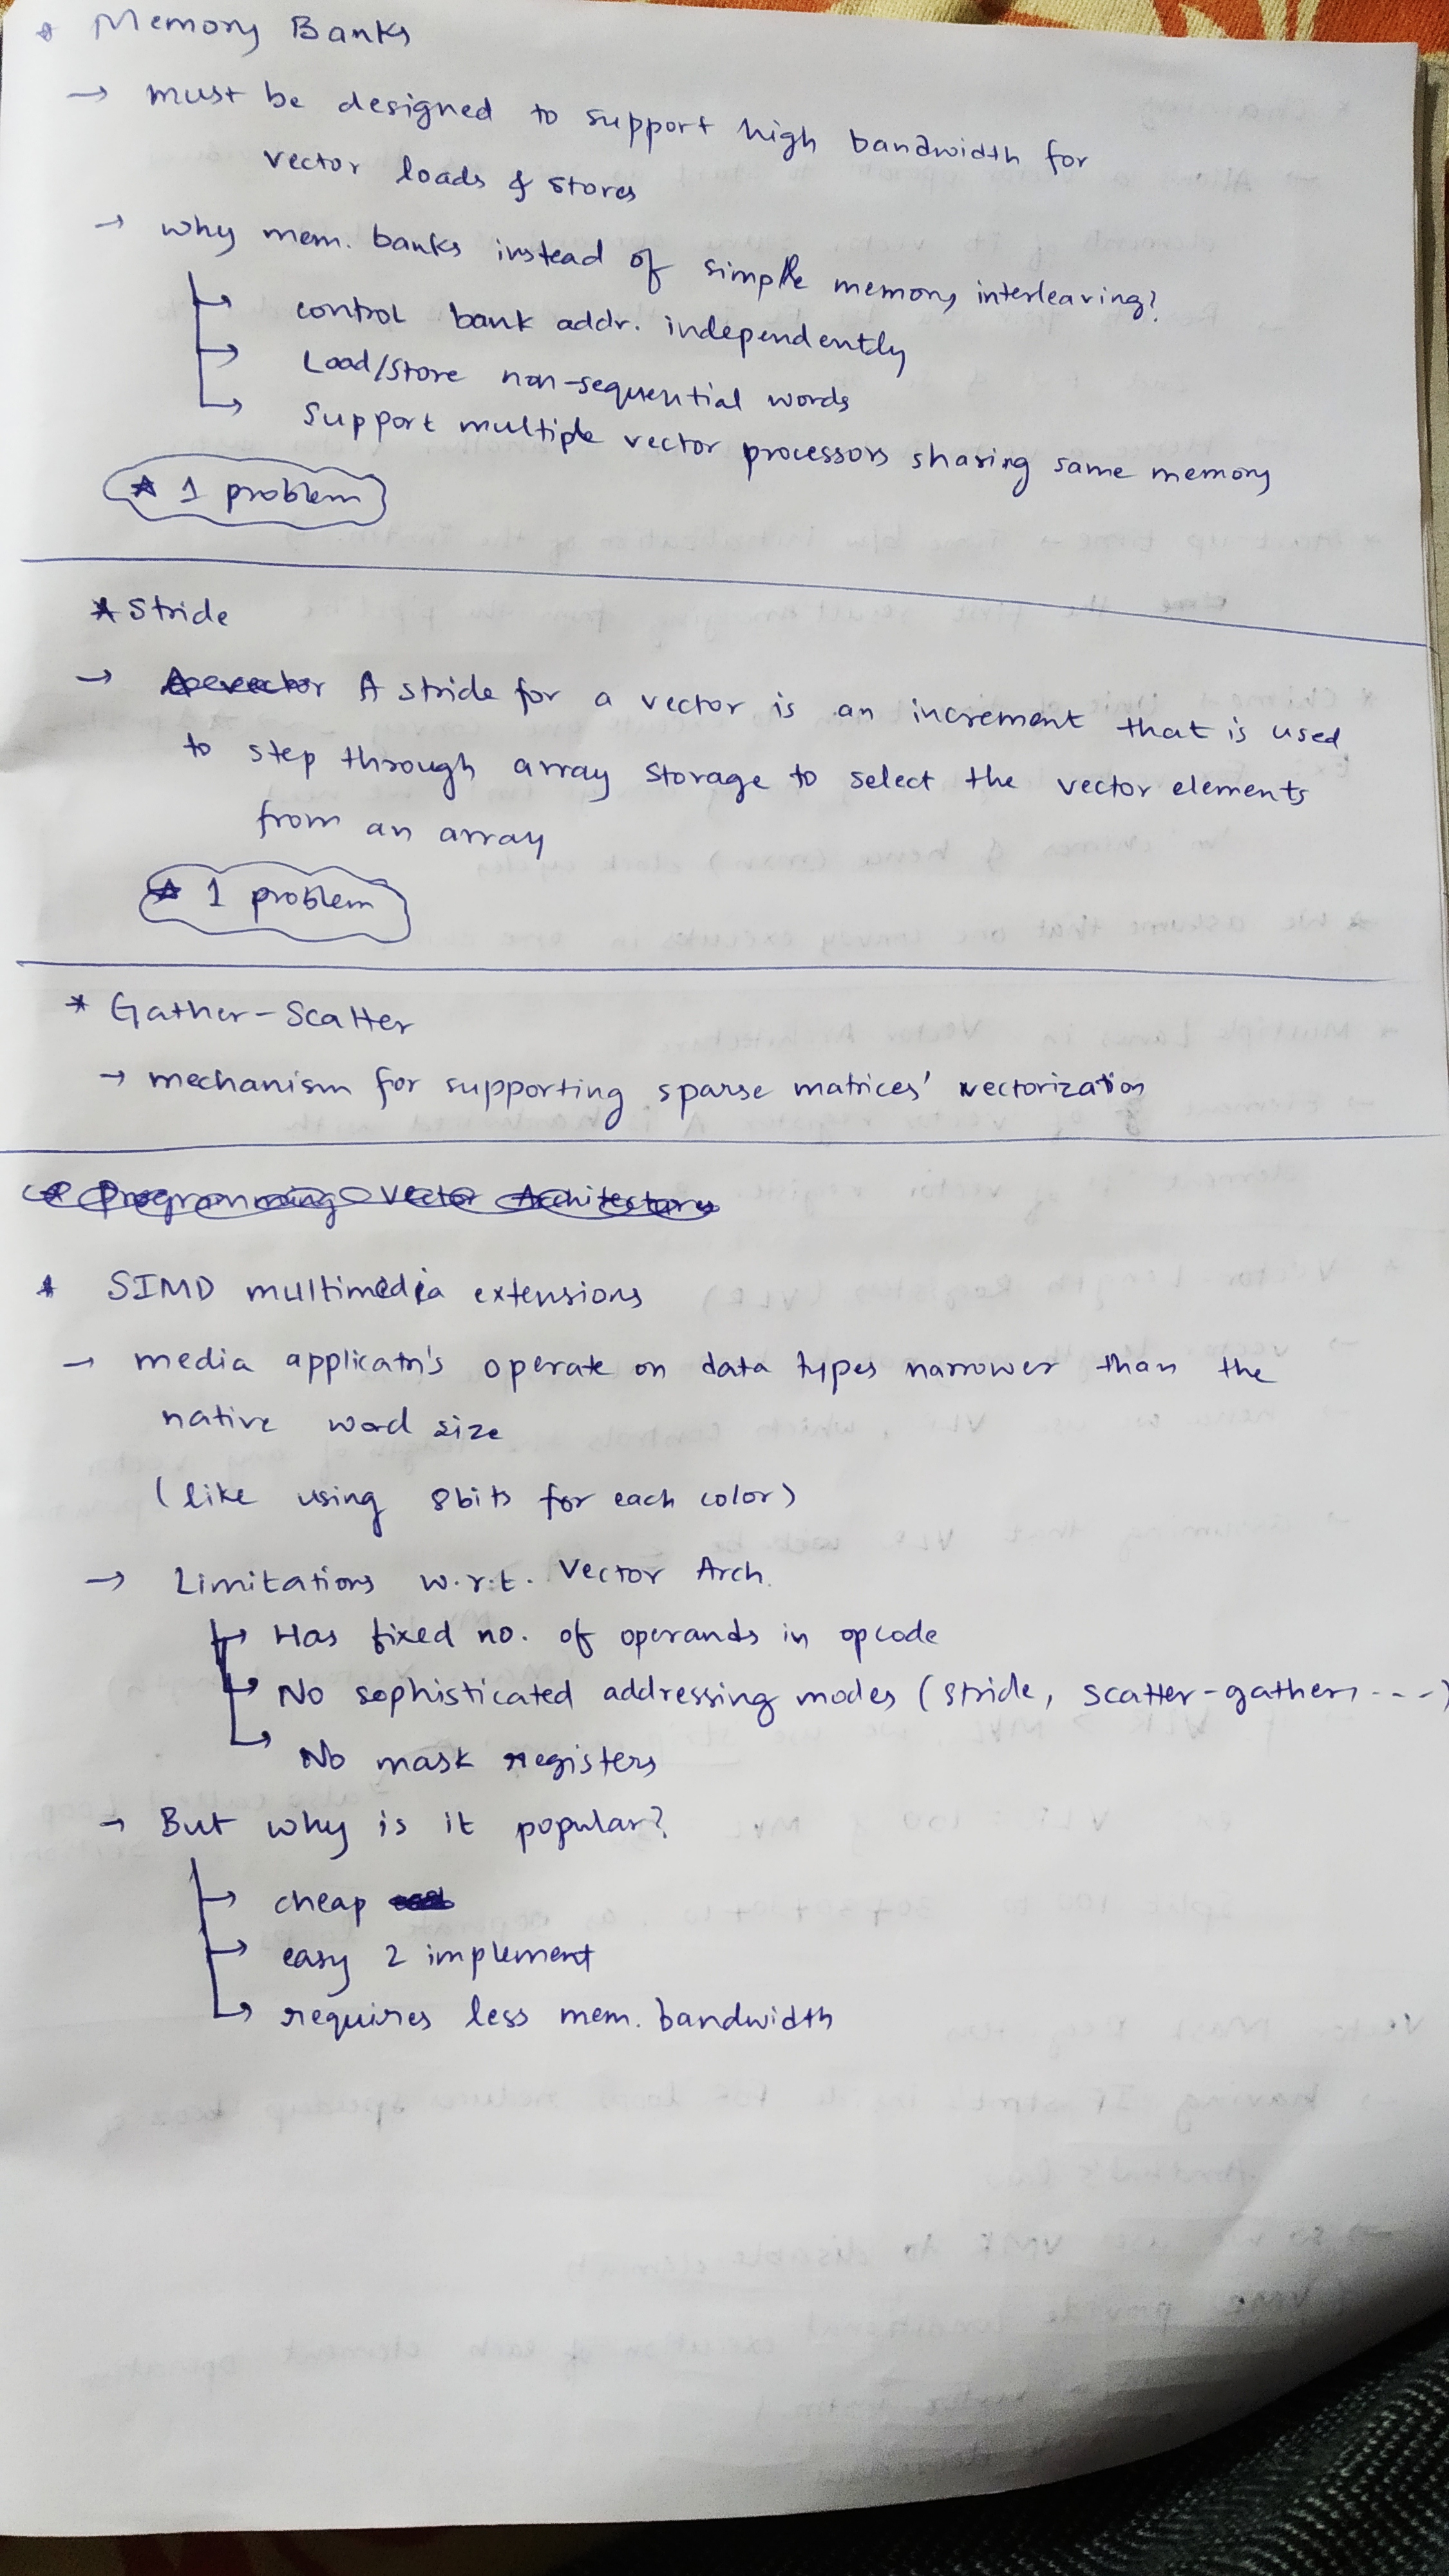 * Memory Banks
→ must be designed to support high bandwidth for
vector loads & stores
→ why mem. banks instead of simple memory interleaving?
↳ control bank addr. independently
↳ Load/Store non-sequential words
↳ Support multiple vector processors sharing same memory
* 1 problem
* Stride
→ A stride for a vector is an increment that is used
to step through array storage to select the vector elements
from an array
* 1 problem
* Gather-Scatter
→ mechanism for supporting sparse matrices' vectorization
* Programming Vector Architectures
* SIMD multimedia extensions
→ media applicatn's operate on data types narrower than the
native word size
(like using 8bits for each color)
→ Limitations w.r.t. Vector Arch.
↳ Has fixed no. of operands in opcode
↳ No sophisticated addressing modes (stride, scatter-gather, ---)
↳ No mask registers
→ But why is it popular?
↳ cheap
↳ easy 2 implement
↳ requires less mem. bandwidth